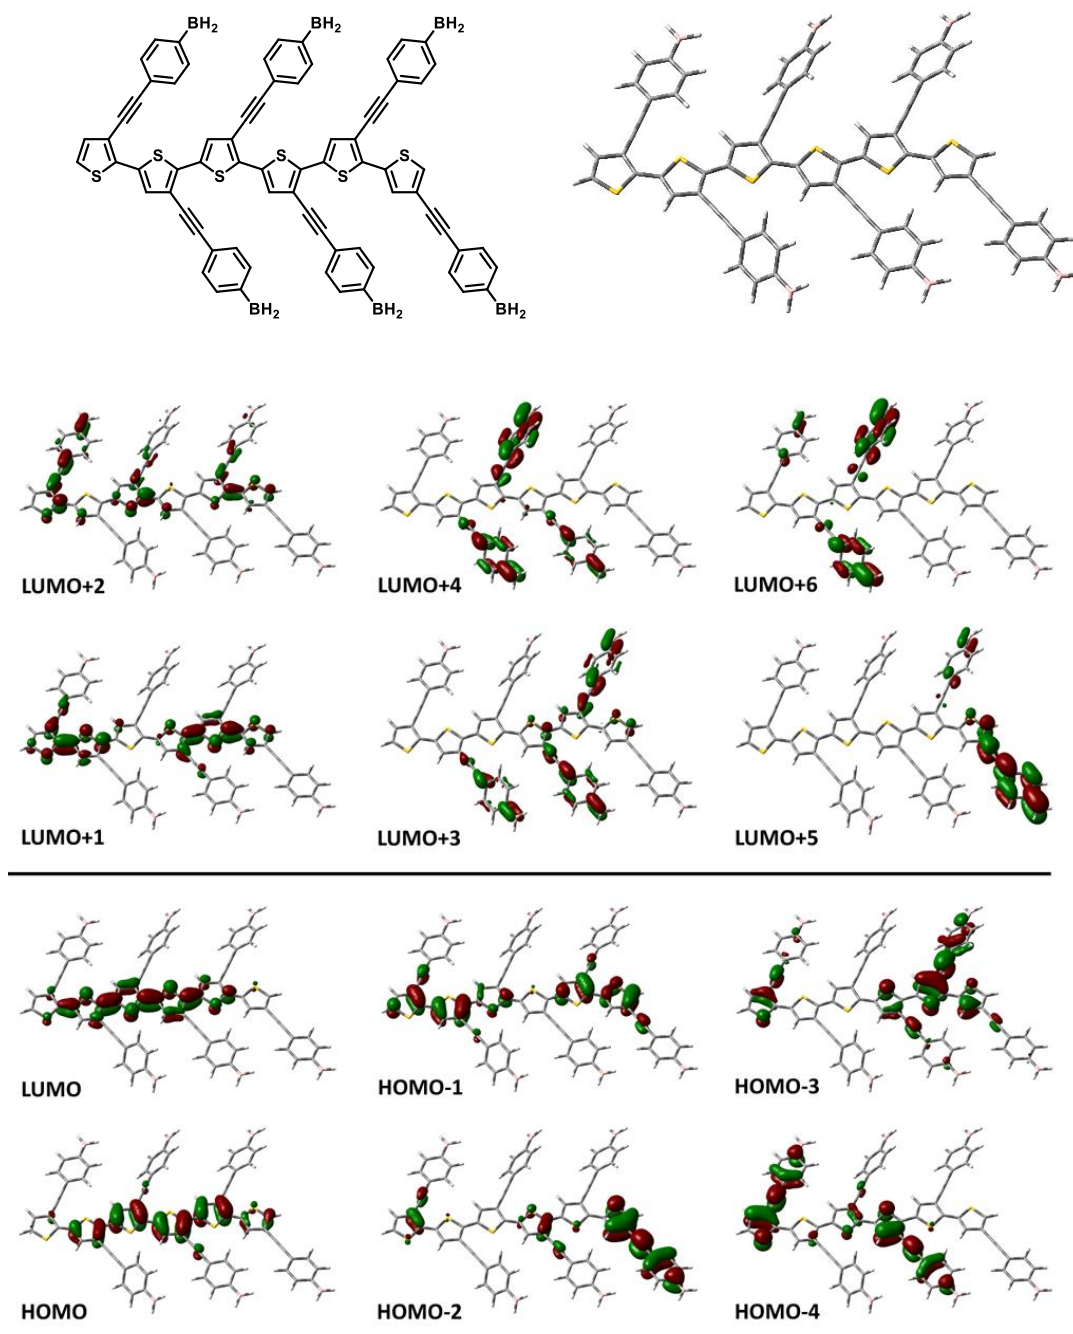 BH2 BH2 BH2
S S S
S S S
BH2 BH2 BH2
LUMO+2 LUMO+4 LUMO+6
LUMO+1 LUMO+3 LUMO+5
LUMO HOMO-1 HOMO-3
HOMO HOMO-2 HOMO-4